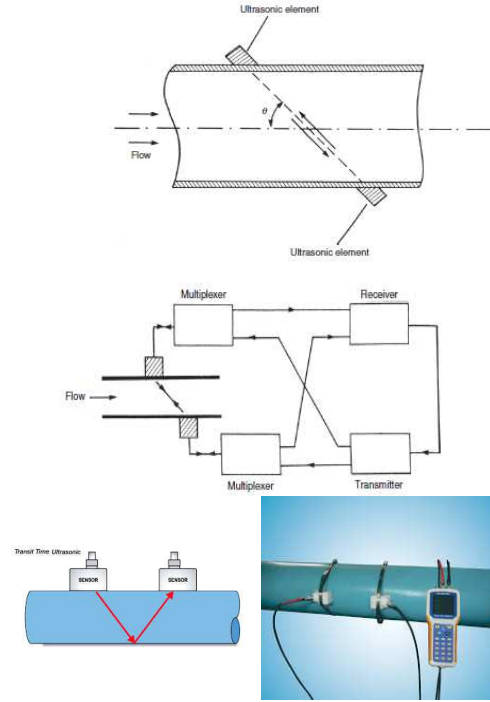 Ultrasonic element
θ
Flow
Ultrasonic element
Multiplexer
Receiver
Flow
Multiplexer
Transmitter
Transit Time Ultrasonic
SENSOR
SENSOR